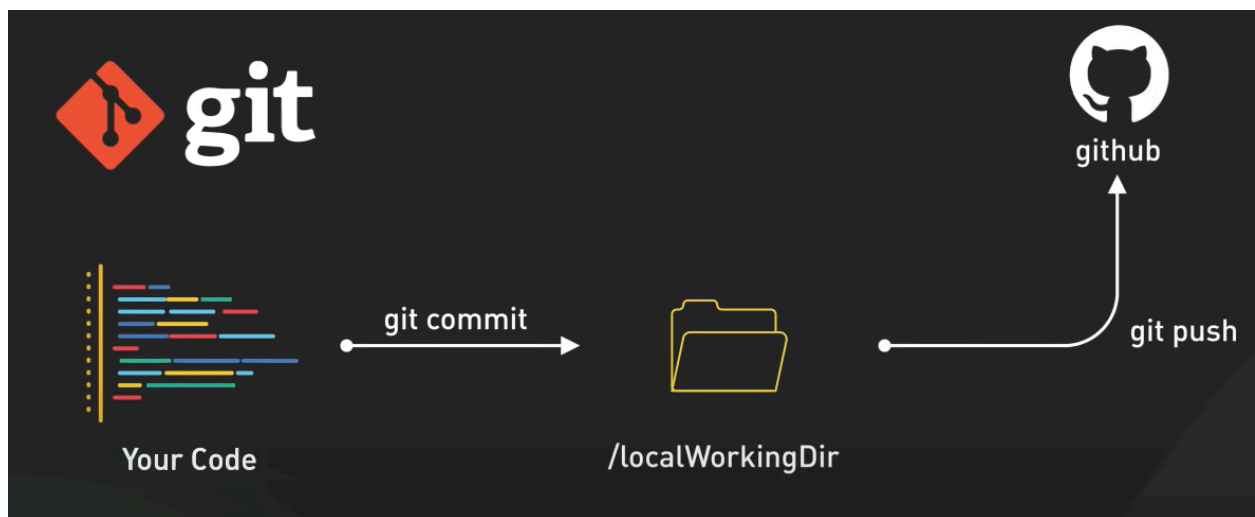 git
github
git commit
git push
Your Code
/localWorkingDir